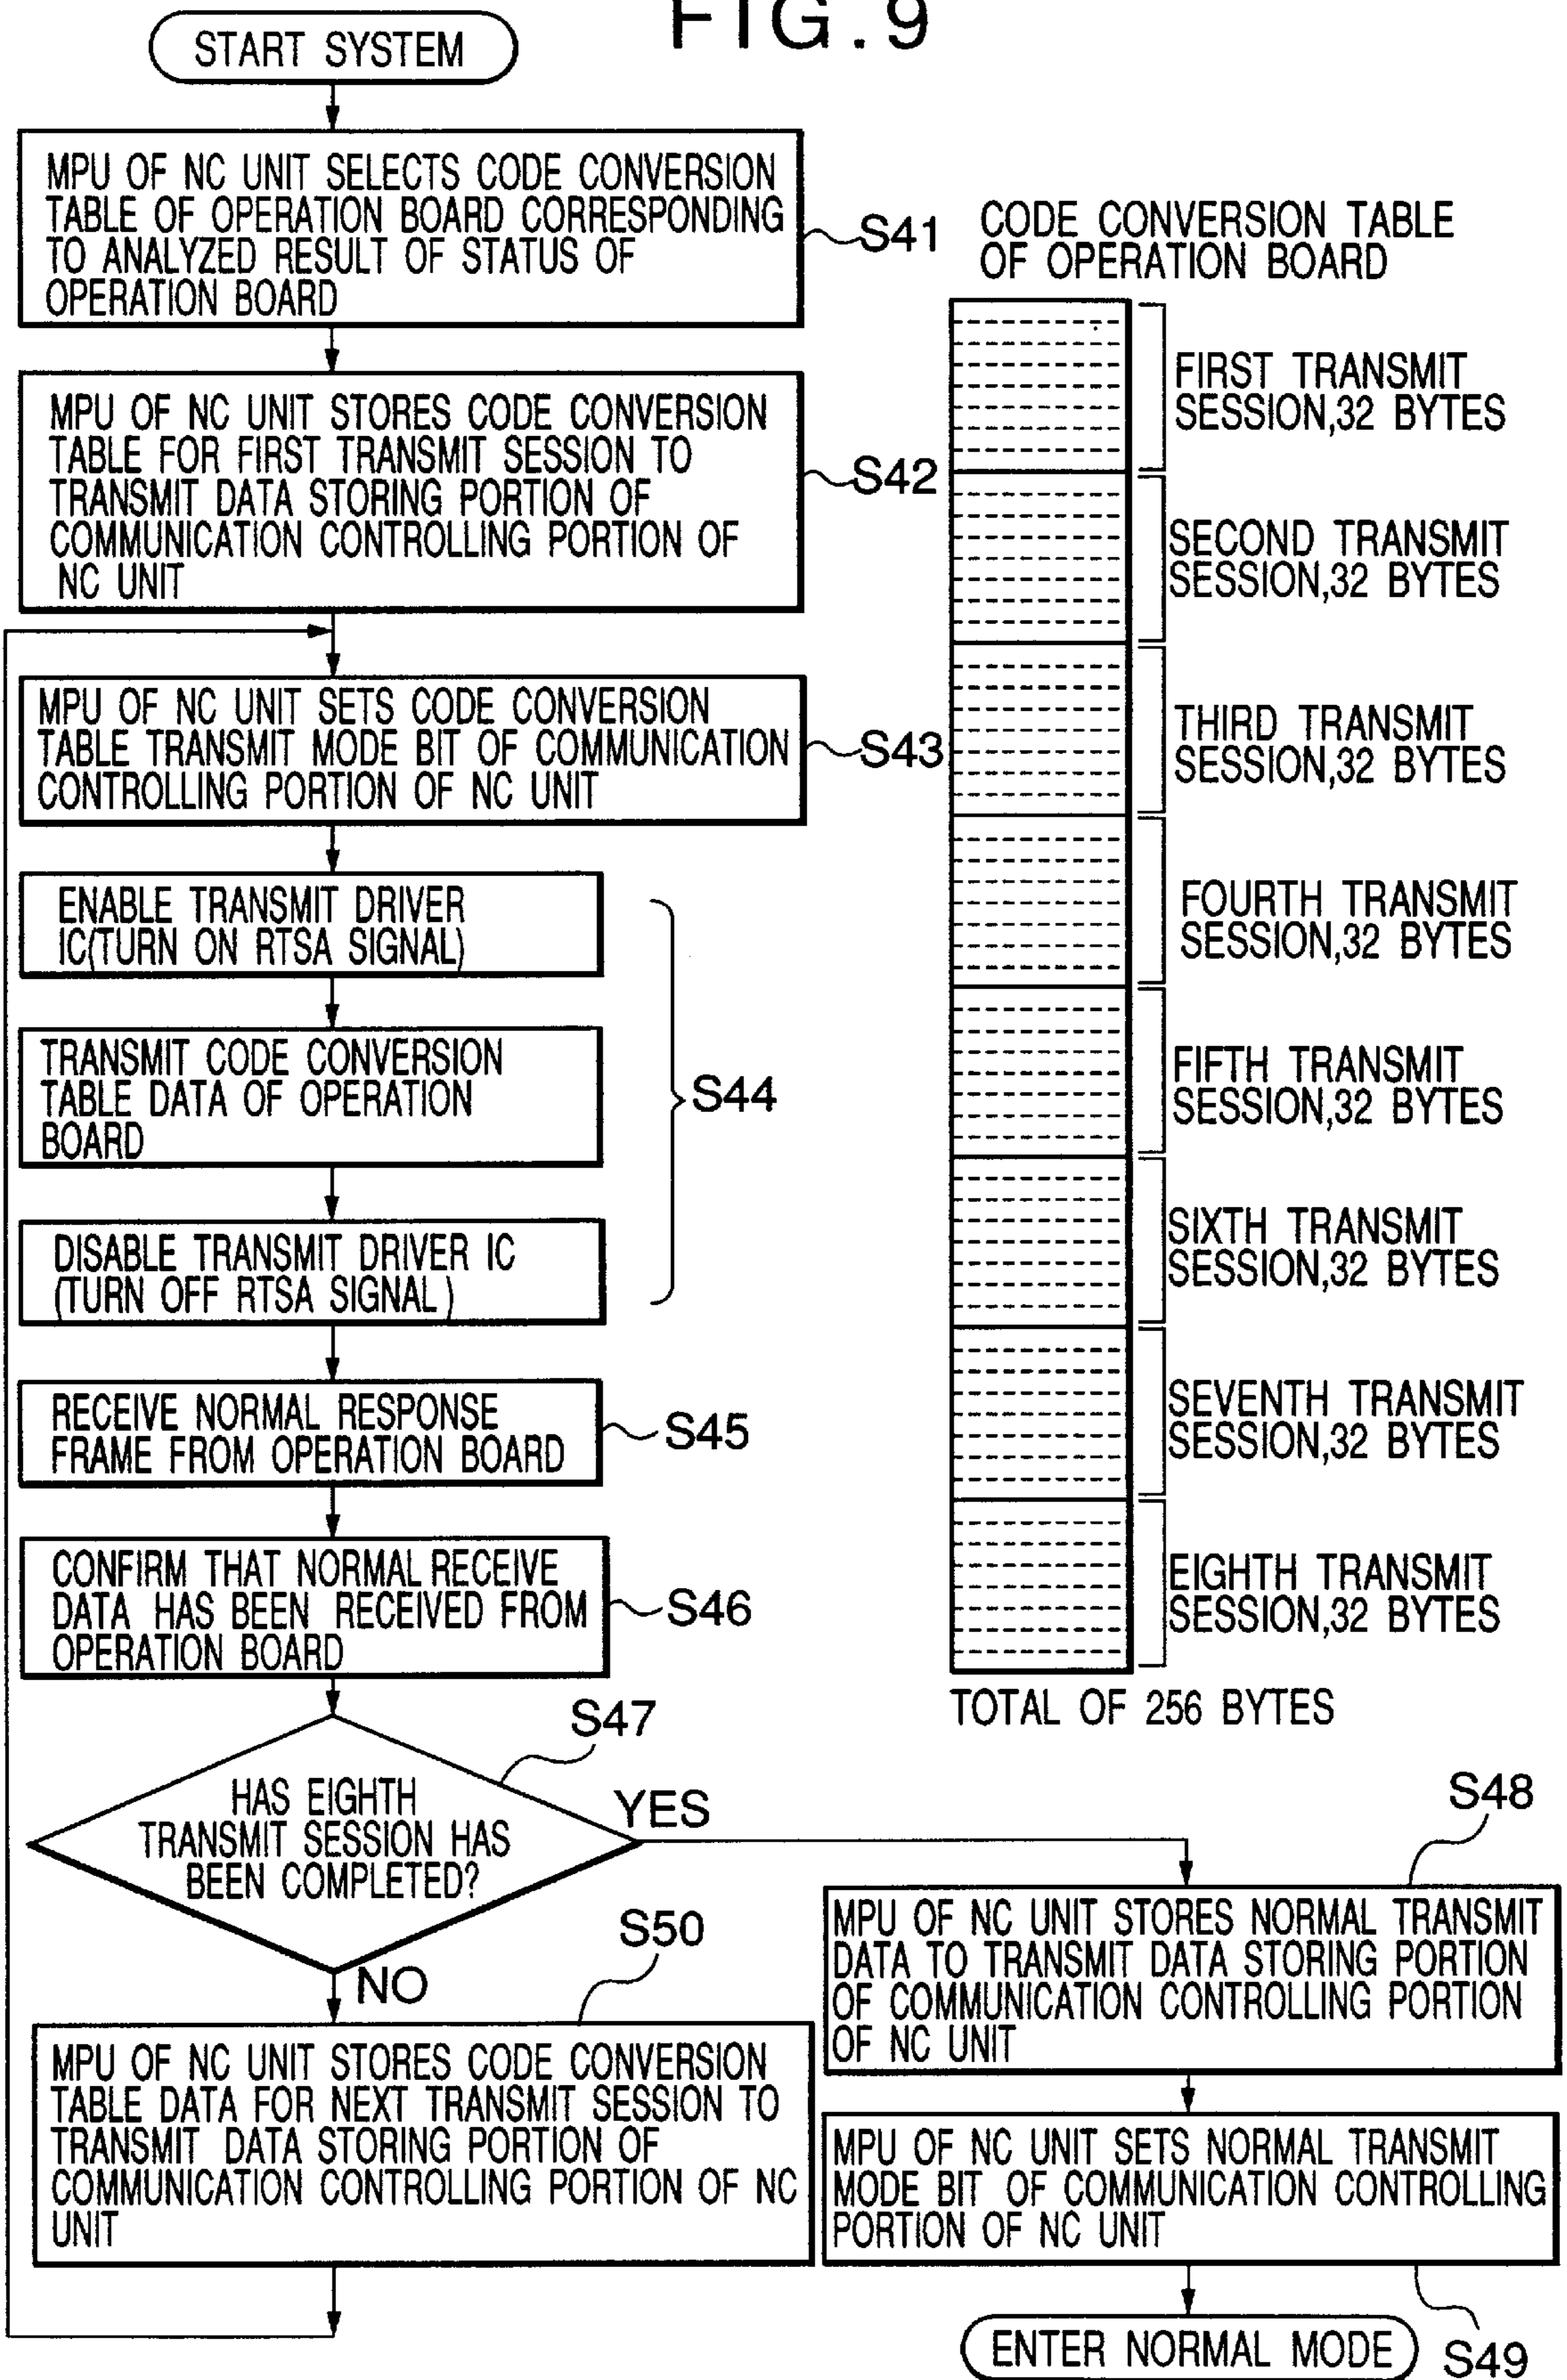 FIG.9
START SYSTEM
MPU OF NC UNIT SELECTS CODE CONVERSION
TABLE OF OPERATION BOARD CORRESPONDING
TO ANALYZED RESULT OF STATUS OF
OPERATION BOARD
S41
MPU OF NC UNIT STORES CODE CONVERSION
TABLE FOR FIRST TRANSMIT SESSION TO
TRANSMIT DATA STORING PORTION OF
COMMUNICATION CONTROLLING PORTION OF
NC UNIT
S42
MPU OF NC UNIT SETS CODE CONVERSION
TABLE TRANSMIT MODE BIT OF COMMUNICATION
CONTROLLING PORTION OF NC UNIT
S43
ENABLE TRANSMIT DRIVER
IC(TURN ON RTSA SIGNAL)
TRANSMIT CODE CONVERSION
TABLE DATA OF OPERATION
BOARD
DISABLE TRANSMIT DRIVER IC
(TURN OFF RTSA SIGNAL)
S44
RECEIVE NORMAL RESPONSE
FRAME FROM OPERATION BOARD
S45
CONFIRM THAT NORMAL RECEIVE
DATA HAS BEEN RECEIVED FROM
OPERATION BOARD
S46
S47
HAS EIGHTH
TRANSMIT SESSION HAS
BEEN COMPLETED?
YES
NO
S50
MPU OF NC UNIT STORES CODE CONVERSION
TABLE DATA FOR NEXT TRANSMIT SESSION TO
TRANSMIT DATA STORING PORTION OF
COMMUNICATION CONTROLLING PORTION OF NC
UNIT
CODE CONVERSION TABLE
OF OPERATION BOARD
FIRST TRANSMIT
SESSION,32 BYTES
SECOND TRANSMIT
SESSION,32 BYTES
THIRD TRANSMIT
SESSION,32 BYTES
FOURTH TRANSMIT
SESSION,32 BYTES
FIFTH TRANSMIT
SESSION,32 BYTES
SIXTH TRANSMIT
SESSION,32 BYTES
SEVENTH TRANSMIT
SESSION,32 BYTES
EIGHTH TRANSMIT
SESSION,32 BYTES
TOTAL OF 256 BYTES
S48
MPU OF NC UNIT STORES NORMAL TRANSMIT
DATA TO TRANSMIT DATA STORING PORTION
OF COMMUNICATION CONTROLLING PORTION
OF NC UNIT
MPU OF NC UNIT SETS NORMAL TRANSMIT
MODE BIT OF COMMUNICATION CONTROLLING
PORTION OF NC UNIT
S49
ENTER NORMAL MODE